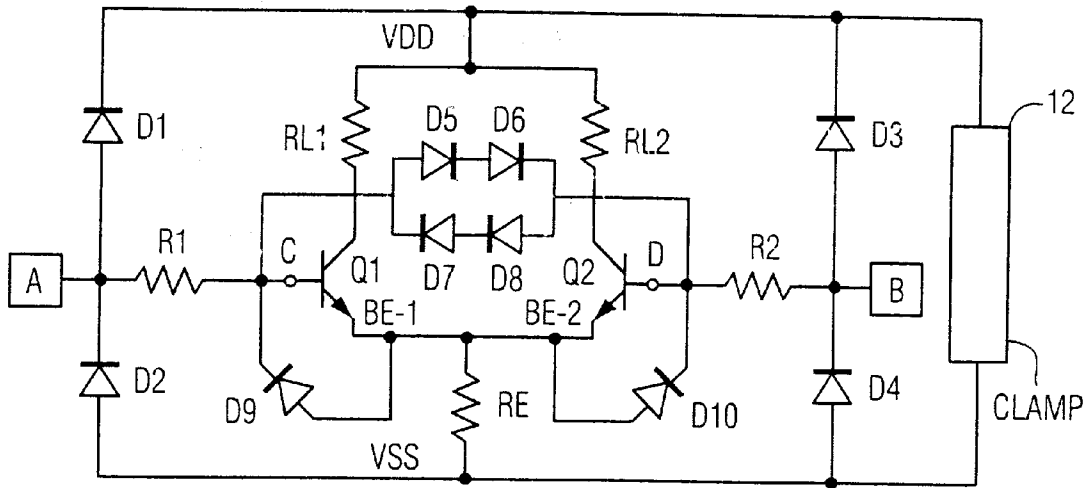 VDD
12
D1
RL1
D5 D6
RL2
D3
R1
C
Q1
D7 D8
Q2
D
R2
A
B
BE-1
BE-2
D2
D9
RE
D10
D4
CLAMP
VSS